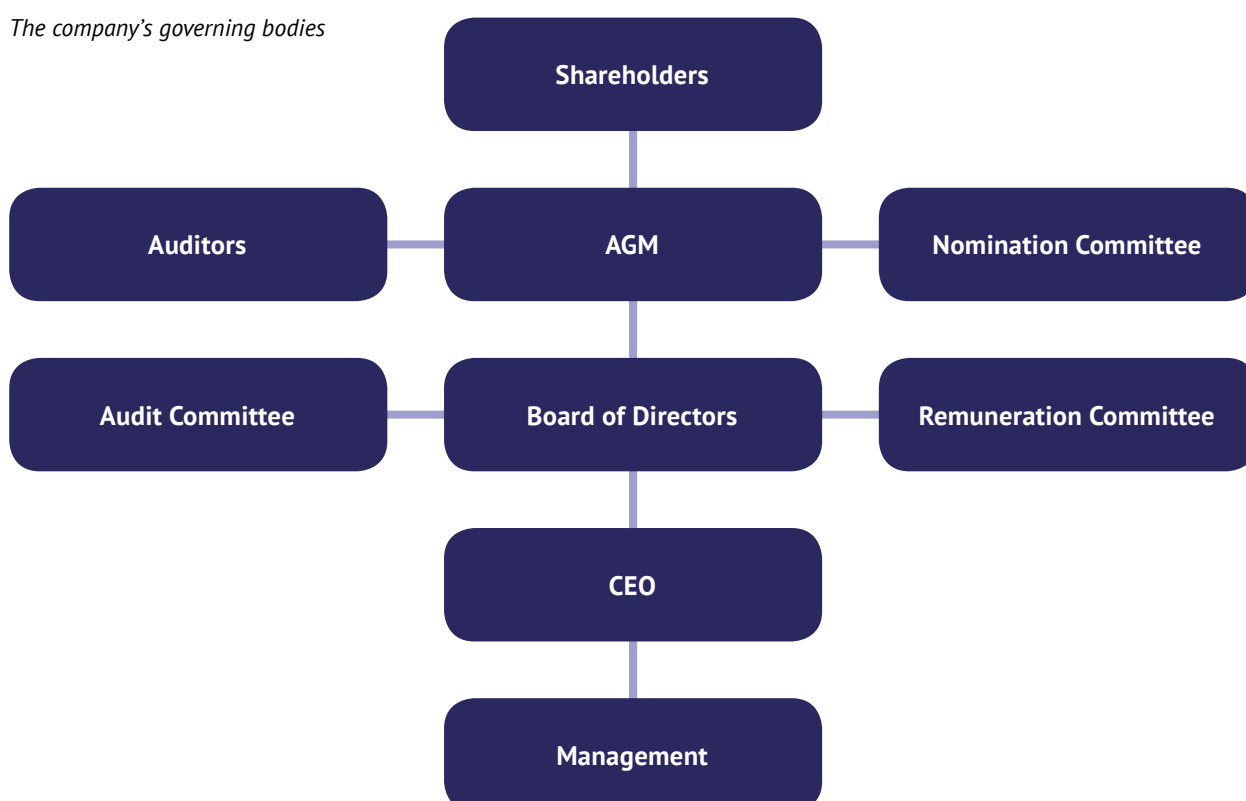 The company’s governing bodies
Shareholders
Auditors
AGM
Nomination Committee
Audit Committee
Board of Directors
Remuneration Committee
CEO
Management